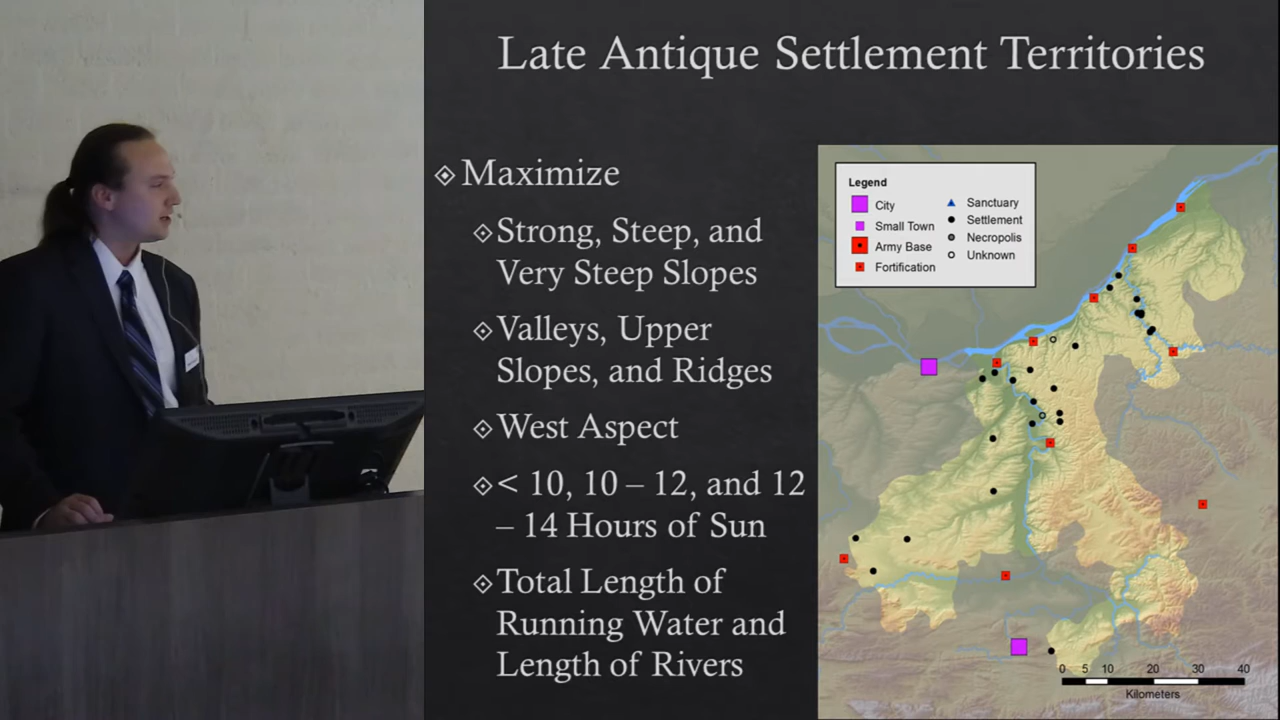 Late Antique Settlement Territories
Maximize
Strong, Steep, and
Very Steep Slopes
Valleys, Upper
Slopes, and Ridges
West Aspect
< 10, 10 – 12, and 12
– 14 Hours of Sun
Total Length of
Running Water and
Length of Rivers
Legend
City
Small Town
Army Base
Fortification
Sanctuary
Settlement
Necropolis
Unknown
0 5 10 20 30 40
Kilometers